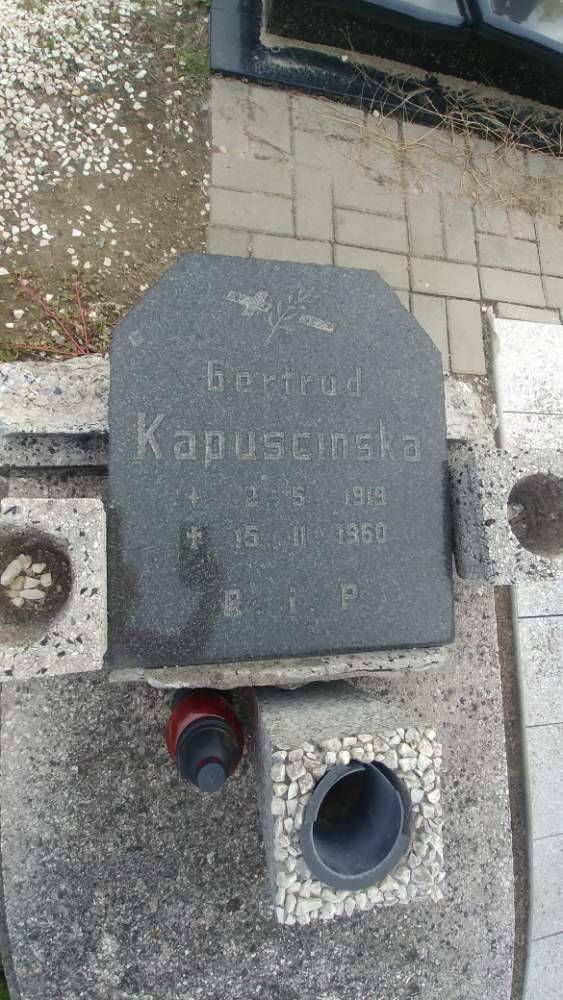 Gertrud
Kapuscinska
+ 2 5 1919
✝ 15 11 1960
R i P